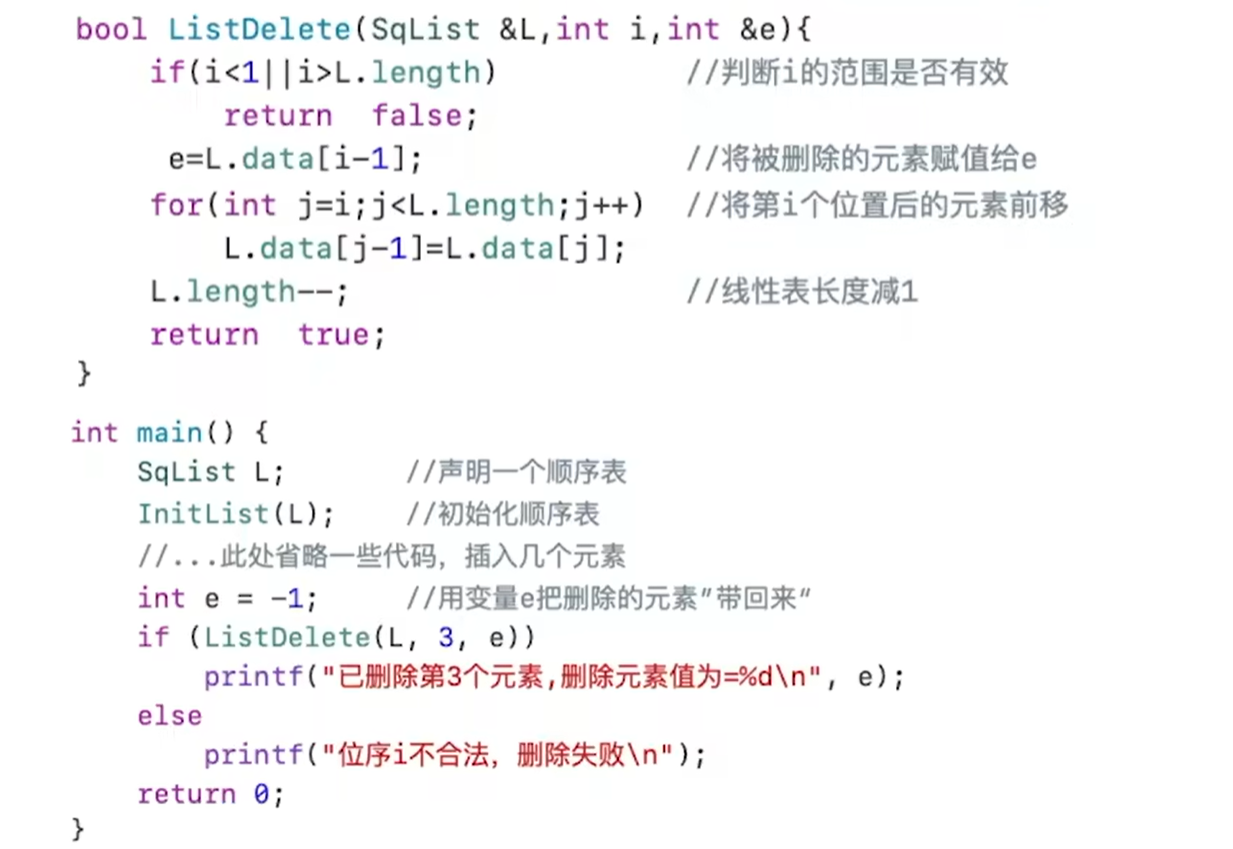 bool ListDelete(SqList &L,int i,int &e){
if(i<1||i>L.length) //判断i的范围是否有效
return false;
e=L.data[i-1]; //将被删除的元素赋值给e
for(int j=i;j<L.length;j++) //将第i个位置后的元素前移
L.data[j-1]=L.data[j];
L.length--; //线性表长度减1
return true;
}
int main() {
SqList L; //声明一个顺序表
InitList(L); //初始化顺序表
//...此处省略一些代码，插入几个元素
int e = -1; //用变量e把删除的元素"带回来"
if (ListDelete(L, 3, e))
printf("已删除第3个元素,删除元素值为=%d\n", e);
else
printf("位序i不合法，删除失败\n");
return 0;
}